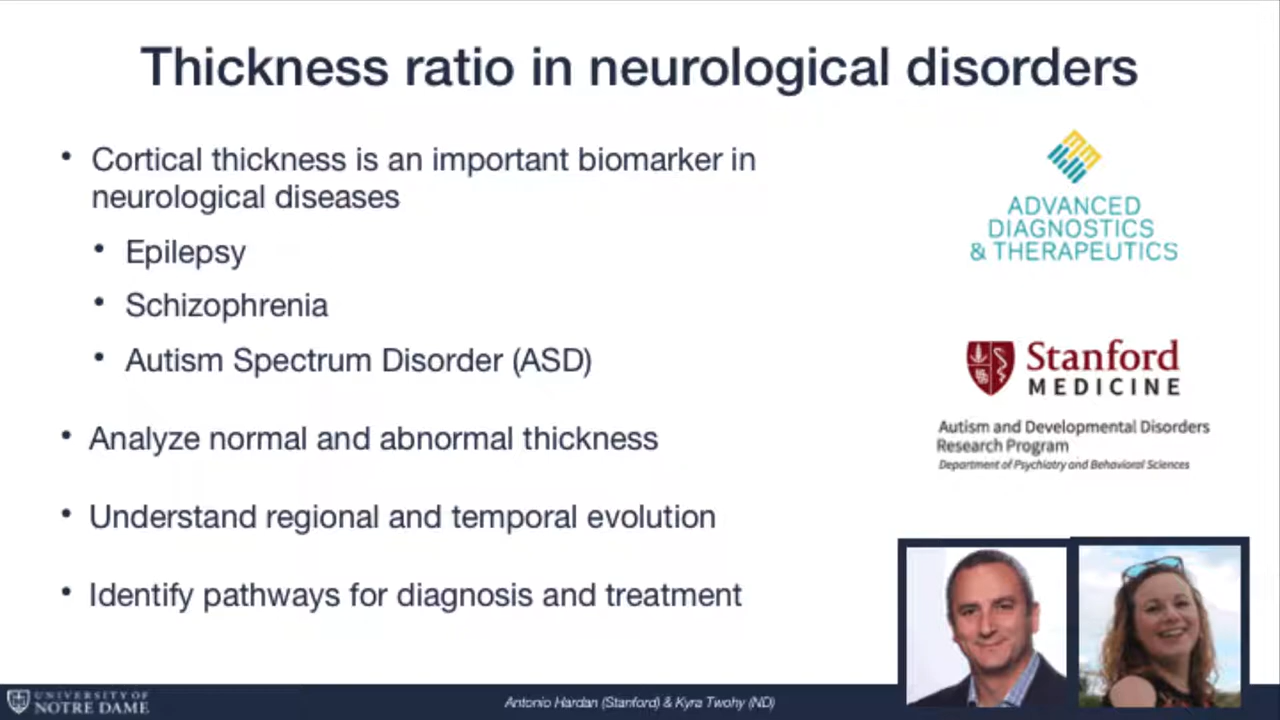 Thickness ratio in neurological disorders
• Cortical thickness is an important biomarker in
neurological diseases
• Epilepsy
• Schizophrenia
• Autism Spectrum Disorder (ASD)
• Analyze normal and abnormal thickness
• Understand regional and temporal evolution
• Identify pathways for diagnosis and treatment
ADVANCED
DIAGNOSTICS
& THERAPEUTICS
Stanford
MEDICINE
Autism and Developmental Disorders
Research Program
Department of Psychiatry and Behavioral Sciences
UNIVERSITY OF
NOTRE DAME
Antonio Hardan (Stanford) & Kyra Twohy (ND)